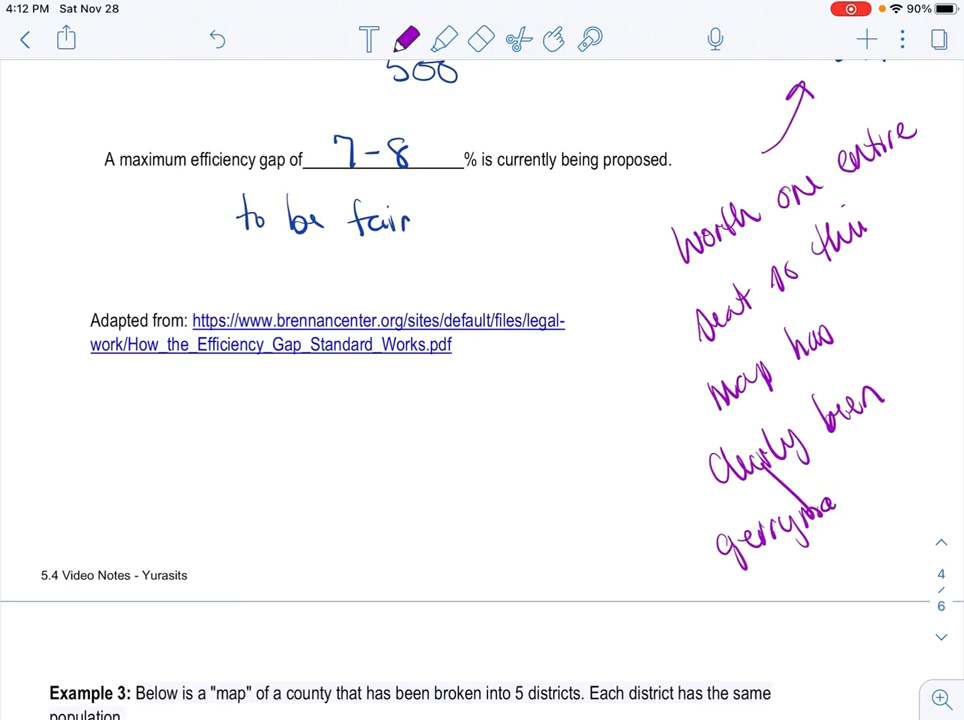 4:12 PM Sat Nov 28
90%
T
500
A maximum efficiency gap of 7-8 % is currently being proposed.
to be fair
worth one entire
seat so this
map has
clearly been
gerryma
Adapted from: https://www.brennancenter.org/sites/default/files/legal-
work/How_the_Efficiency_Gap_Standard_Works.pdf
5.4 Video Notes - Yurasits
4
/
6
Example 3: Below is a "map" of a county that has been broken into 5 districts. Each district has the same
population